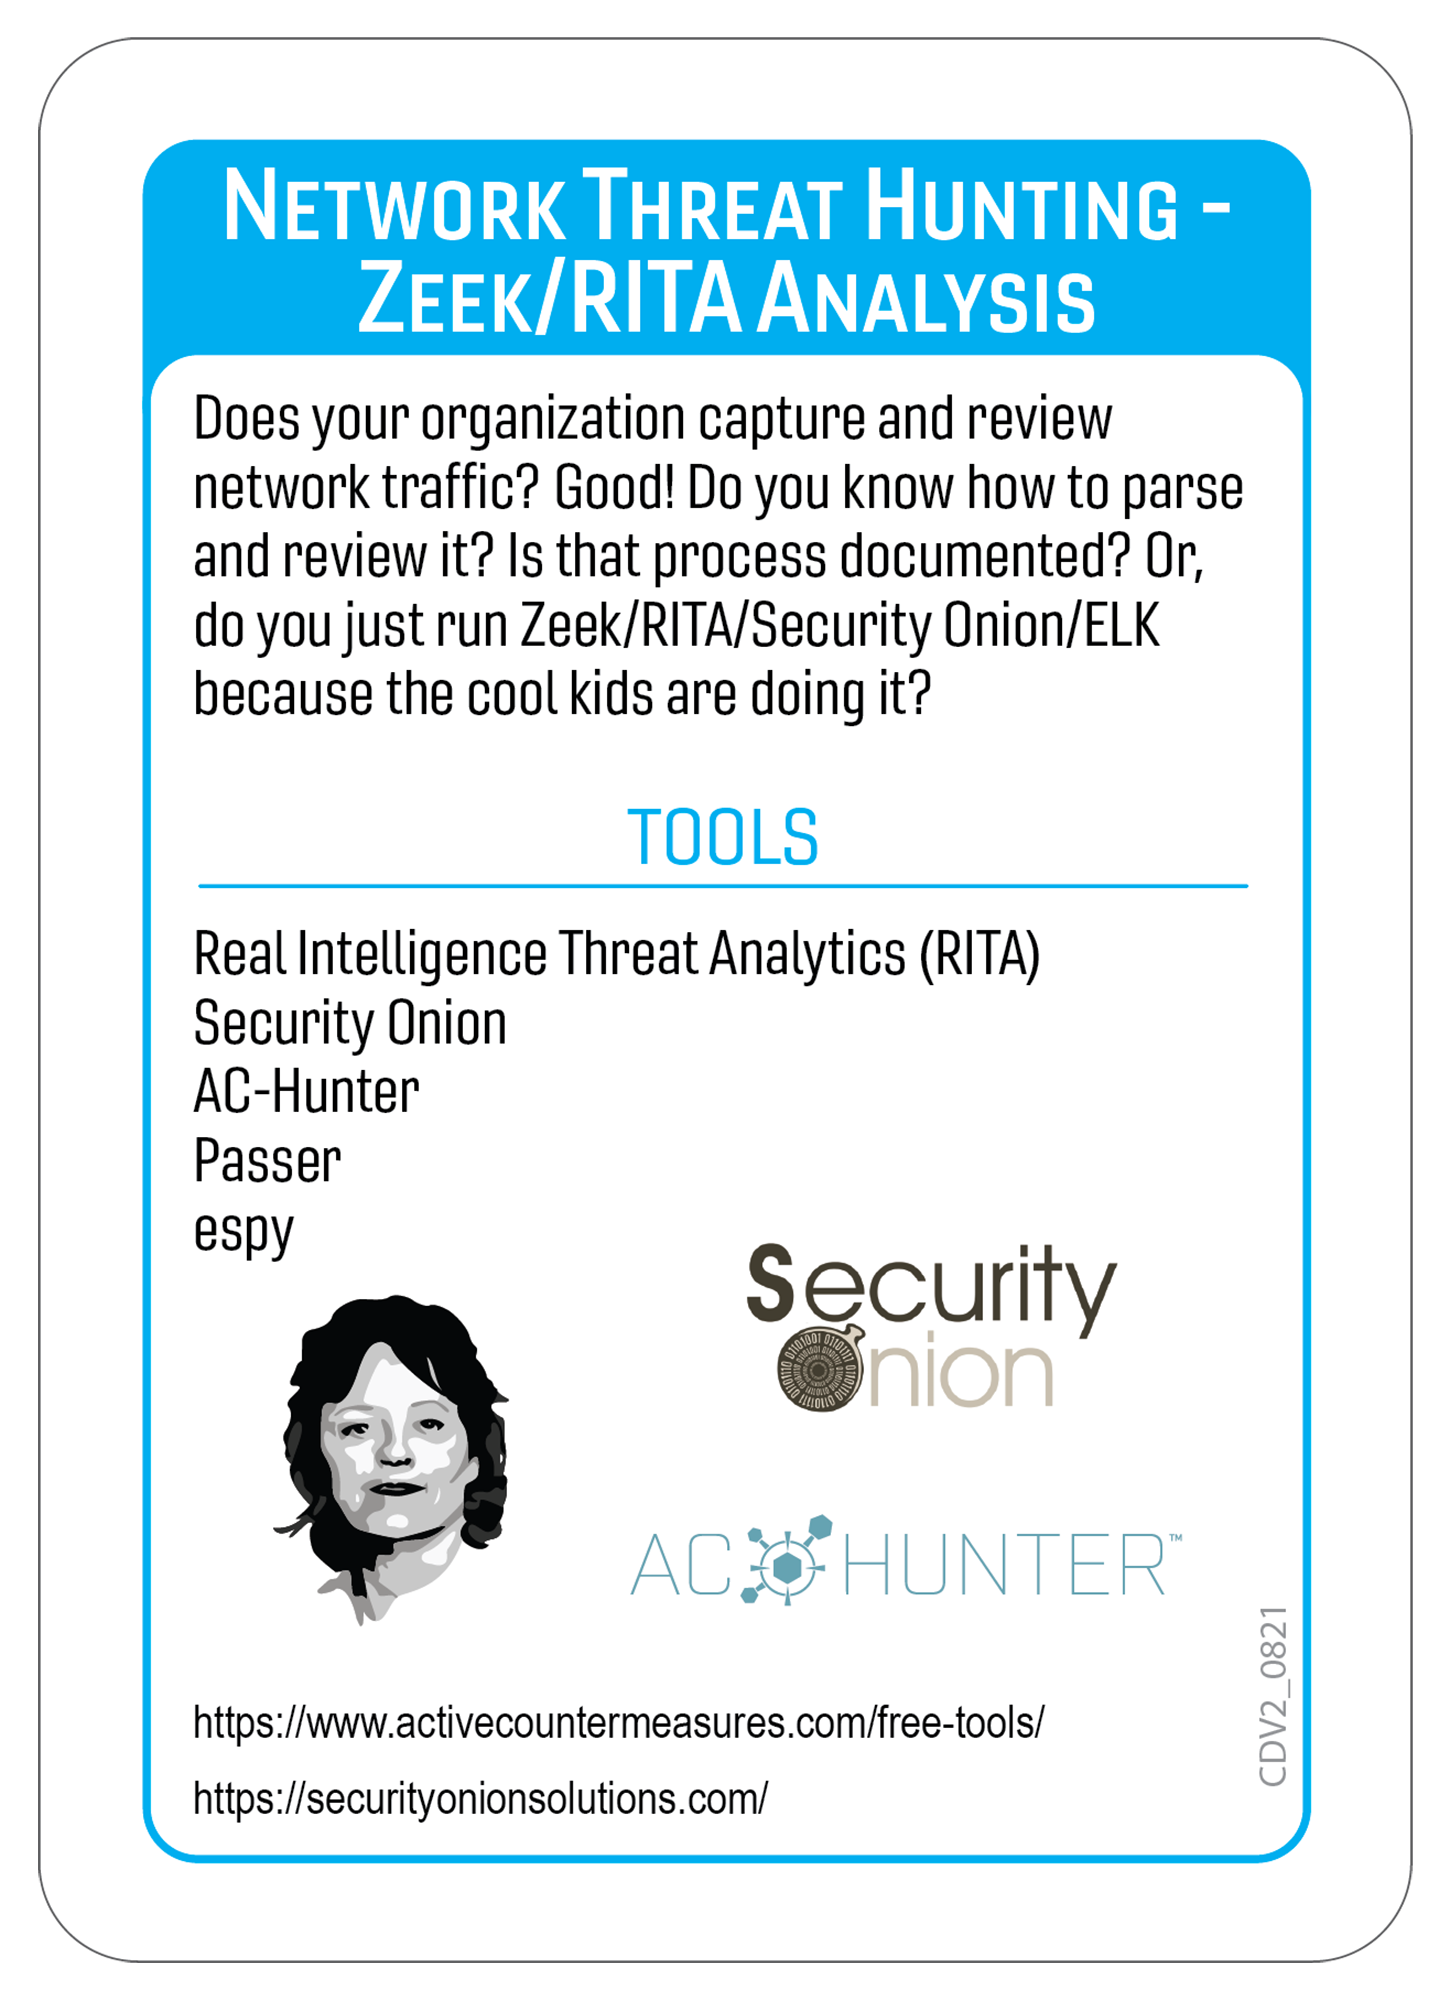 NETWORK THREAT HUNTING -
ZEEK/RITA ANALYSIS
Does your organization capture and review
network traffic? Good! Do you know how to parse
and review it? Is that process documented? Or,
do you just run Zeek/RITA/Security Onion/ELK
because the cool kids are doing it?
TOOLS
Real Intelligence Threat Analytics (RITA)
Security Onion
AC-Hunter
Passer
espy
Security
Onion
AC HUNTER™
CDV2_0821
https://www.activecountermeasures.com/free-tools/
https://securityonionsolutions.com/